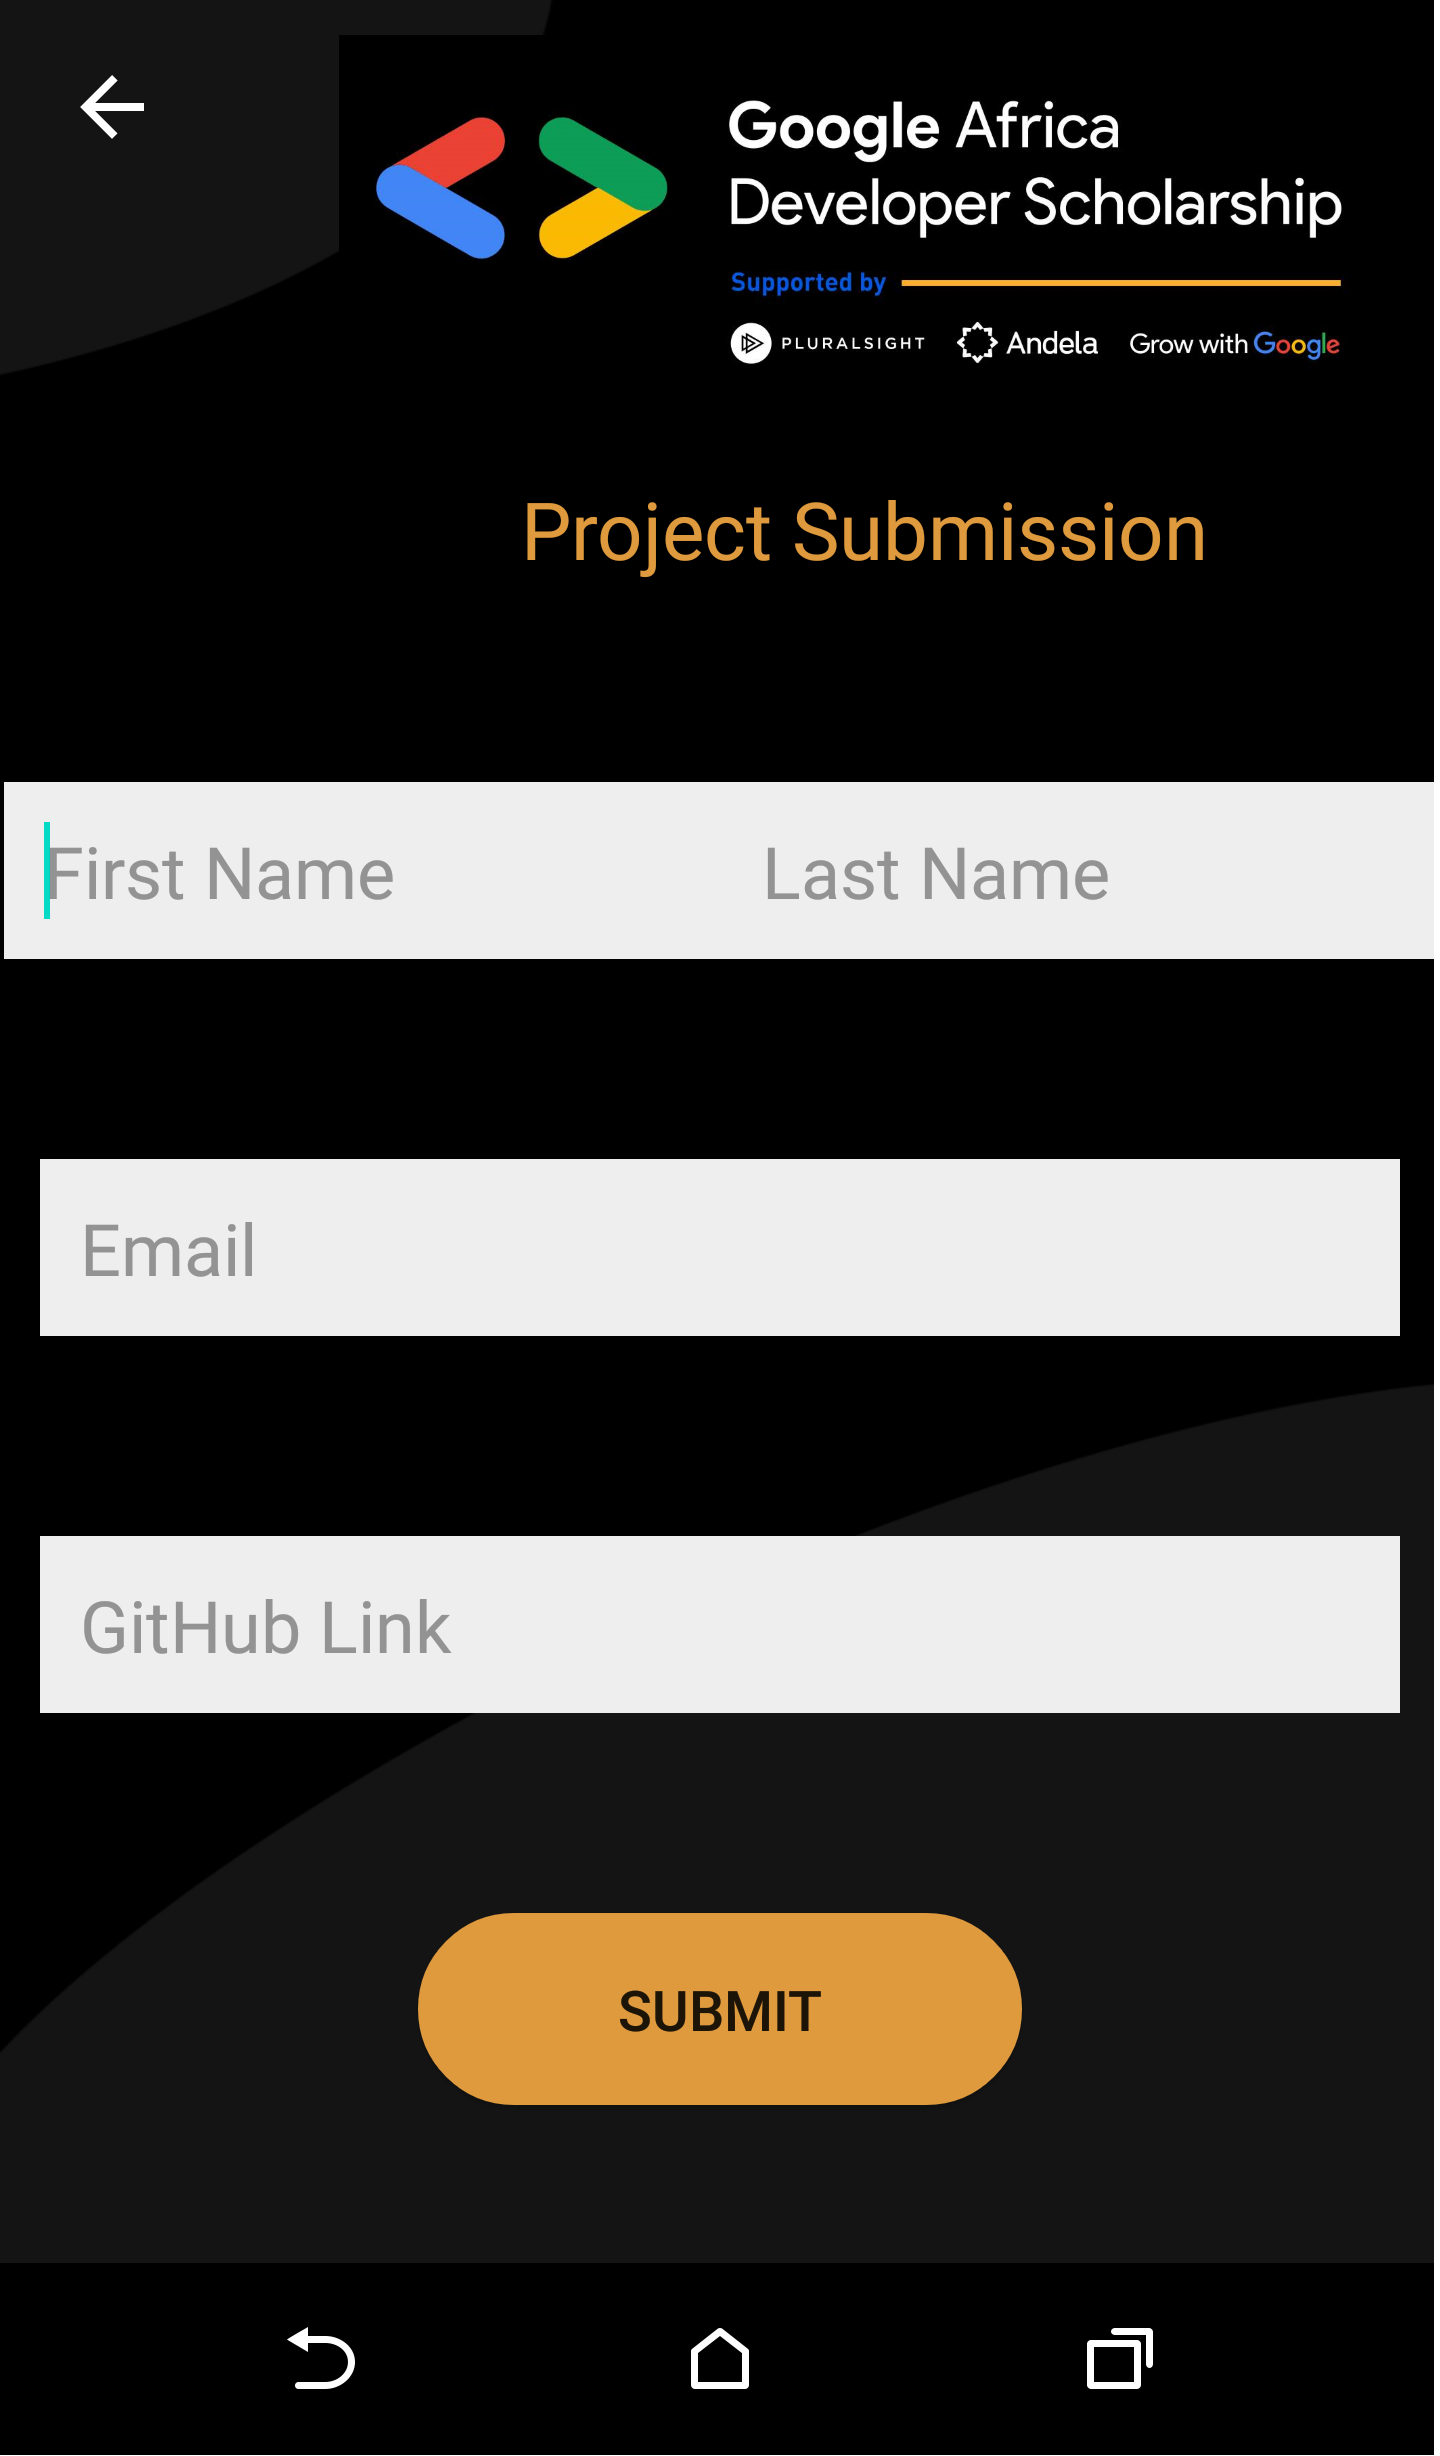 Google Africa
Developer Scholarship
Supported by
PLURALSIGHT Andela Grow with Google
Project Submission
First Name Last Name
Email
GitHub Link
SUBMIT